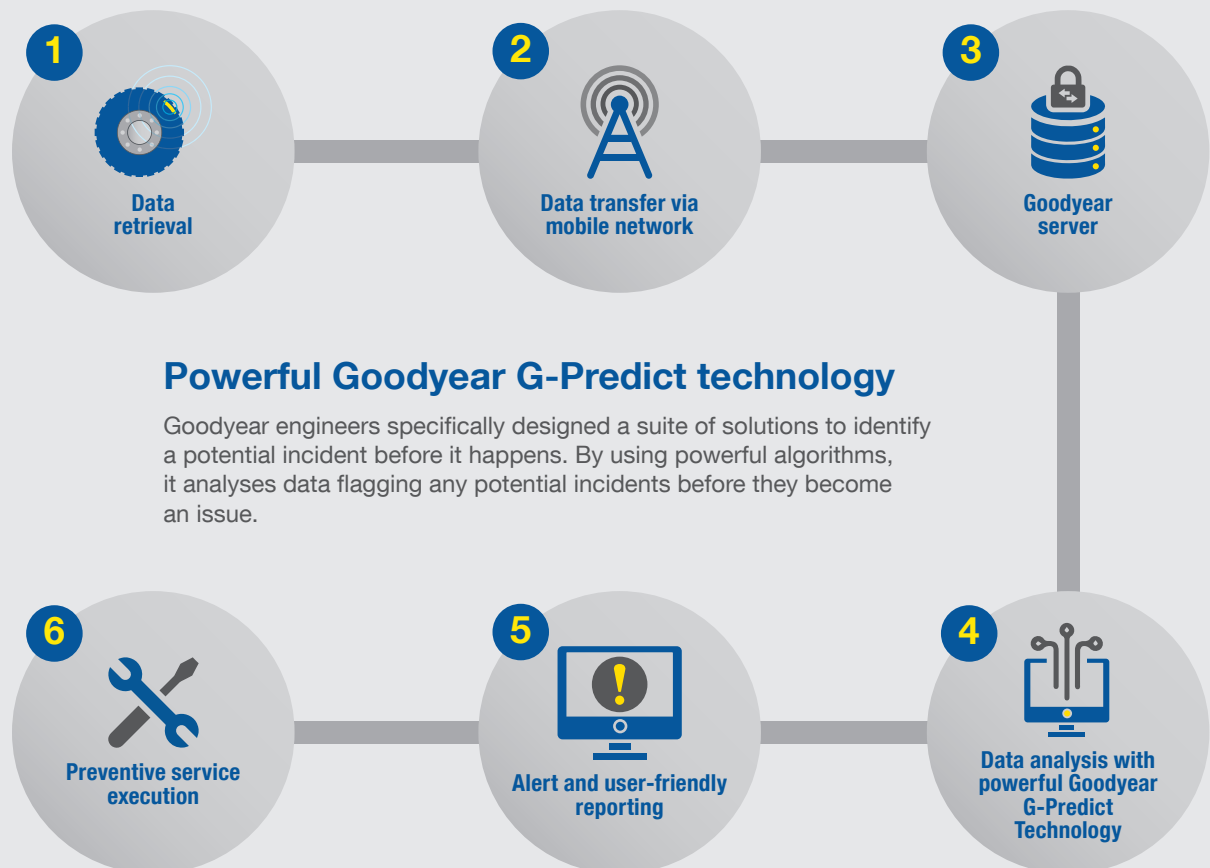 1
Data
retrieval
2
Data transfer via
mobile network
3
Goodyear
server
Powerful Goodyear G-Predict technology
Goodyear engineers specifically designed a suite of solutions to identify
a potential incident before it happens. By using powerful algorithms,
it analyses data flagging any potential incidents before they become
an issue.
4
Data analysis with
powerful Goodyear
G-Predict
Technology
5
Alert and user-friendly
reporting
6
Preventive service
execution